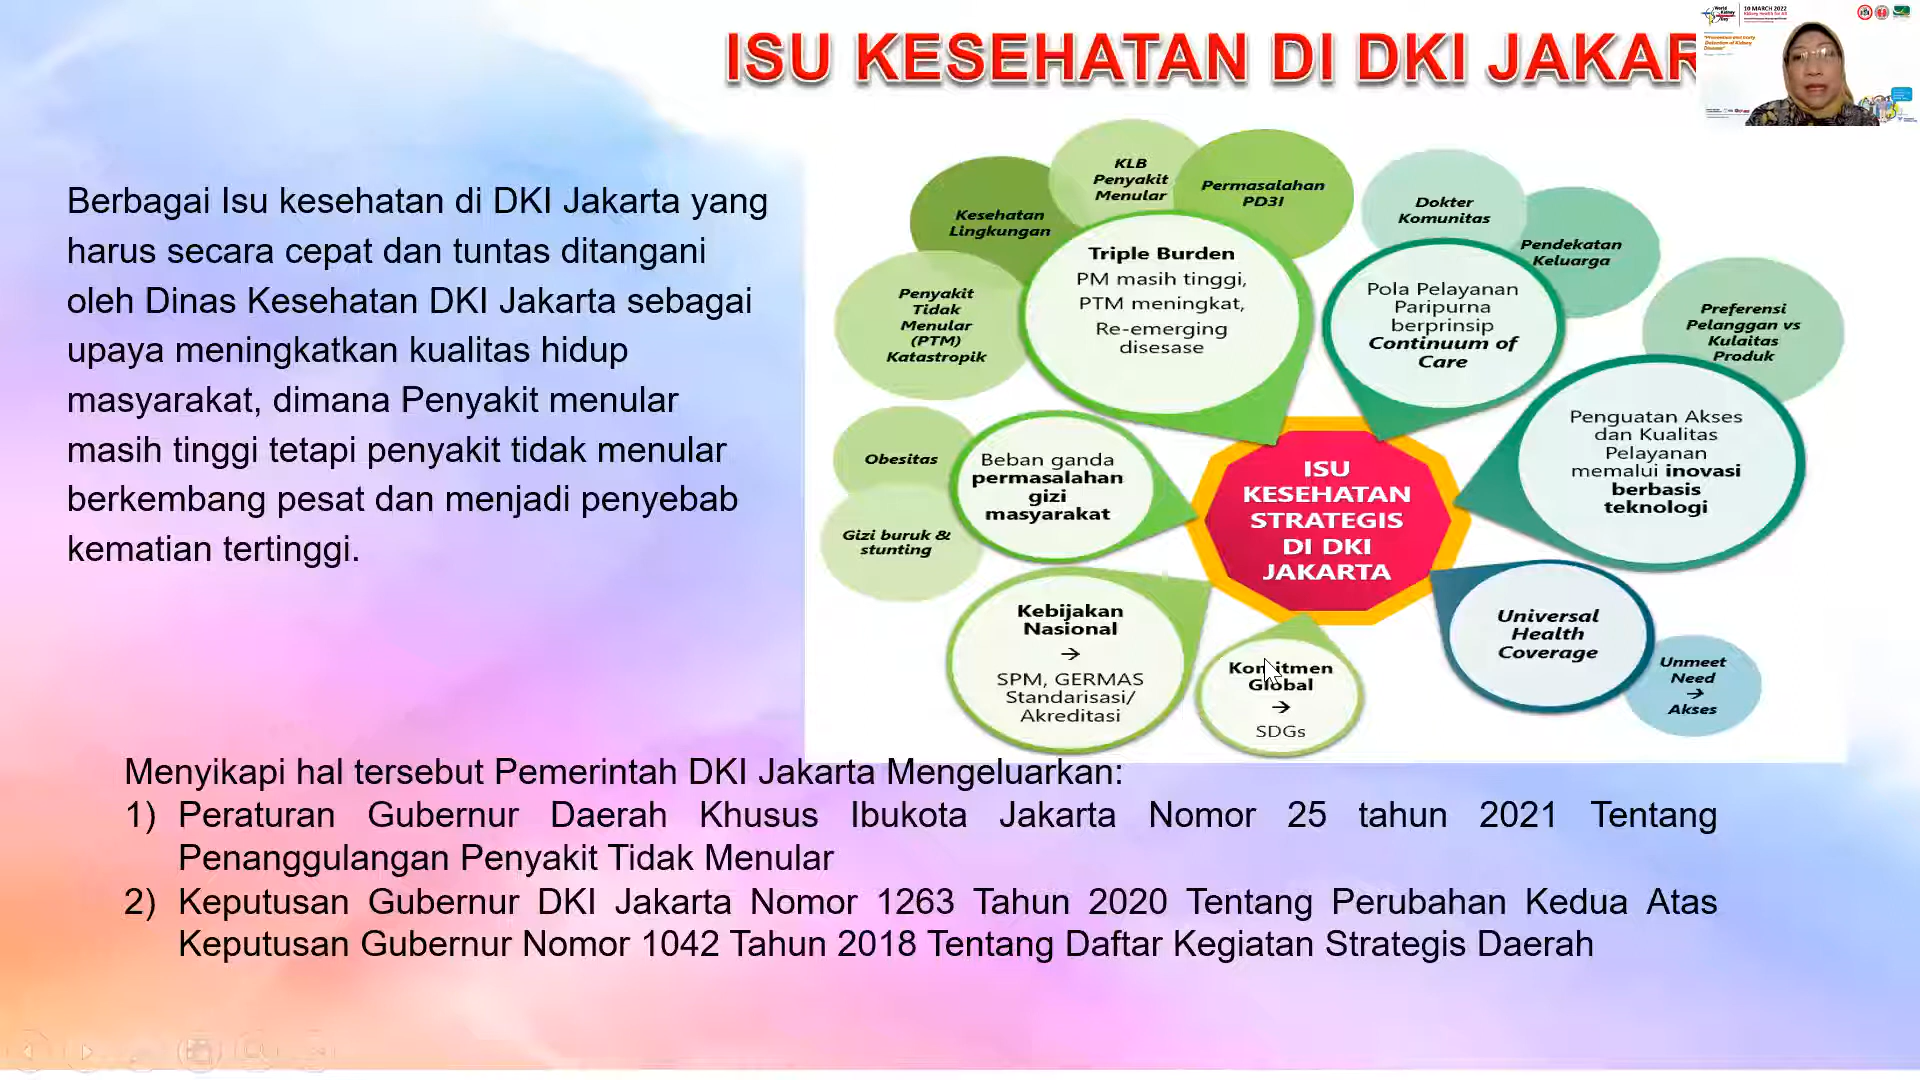 ISU KESEHATAN DI DKI JAKAR
10 MARCH 2022
Berbagai Isu kesehatan di DKI Jakarta yang
harus secara cepat dan tuntas ditangani
oleh Dinas Kesehatan DKI Jakarta sebagai
upaya meningkatkan kualitas hidup
masyarakat, dimana Penyakit menular
masih tinggi tetapi penyakit tidak menular
berkembang pesat dan menjadi penyebab
kematian tertinggi.
KLB
Penyakit
Menular
Permasalahan
PD3I
Kesehatan
Lingkungan
Penyakit
Tidak
Menular
(PTM)
Katastropik
Triple Burden
PM masih tinggi,
PTM meningkat,
Re-emerging
disesase
Dokter
Komunitas
Pendekatan
Keluarga
Pola Pelayanan
Paripurna
berprinsip
Continuum of
Care
Preferensi
Pelanggan vs
Kulaitas
Produk
Penguatan Akses
dan Kualitas
Pelayanan
memalui inovasi
berbasis
teknologi
Obesitas
Gizi buruk &
stunting
Beban ganda
permasalahan
gizi
masyarakat
ISU
KESEHATAN
STRATEGIS
DI DKI
JAKARTA
Kebijakan
Nasional
→
SPM, GERMAS
Standarisasi/
Akreditasi
Komitmen
Global
→
SDGs
Universal
Health
Coverage
Unmeet
Need
→
Akses
Menyikapi hal tersebut Pemerintah DKI Jakarta Mengeluarkan:
1) Peraturan Gubernur Daerah Khusus Ibukota Jakarta Nomor 25 tahun 2021 Tentang
Penanggulangan Penyakit Tidak Menular
2) Keputusan Gubernur DKI Jakarta Nomor 1263 Tahun 2020 Tentang Perubahan Kedua Atas
Keputusan Gubernur Nomor 1042 Tahun 2018 Tentang Daftar Kegiatan Strategis Daerah